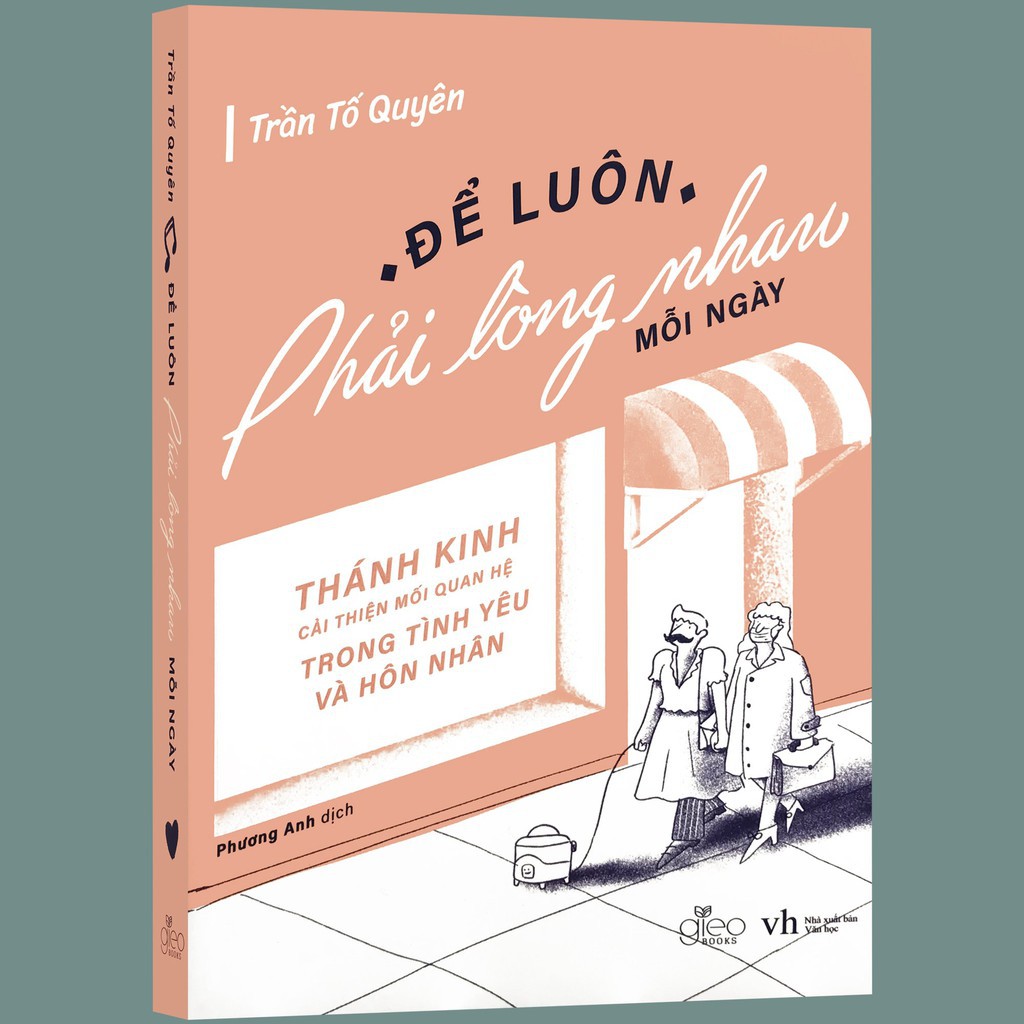 Trần Tố Quyên
ĐỂ LUÔN
Phải lòng nhau
MỖI NGÀY
THÁNH KINH
CẢI THIỆN MỐI QUAN HỆ
TRONG TÌNH YÊU
VÀ HÔN NHÂN
Phương Anh dịch
gieo
BOOKS
vh
Nhà xuất bản
Văn học
Trần Tố Quyên ĐỂ LUÔN Phải lòng nhau MỖI NGÀY
gieo
BOOKS